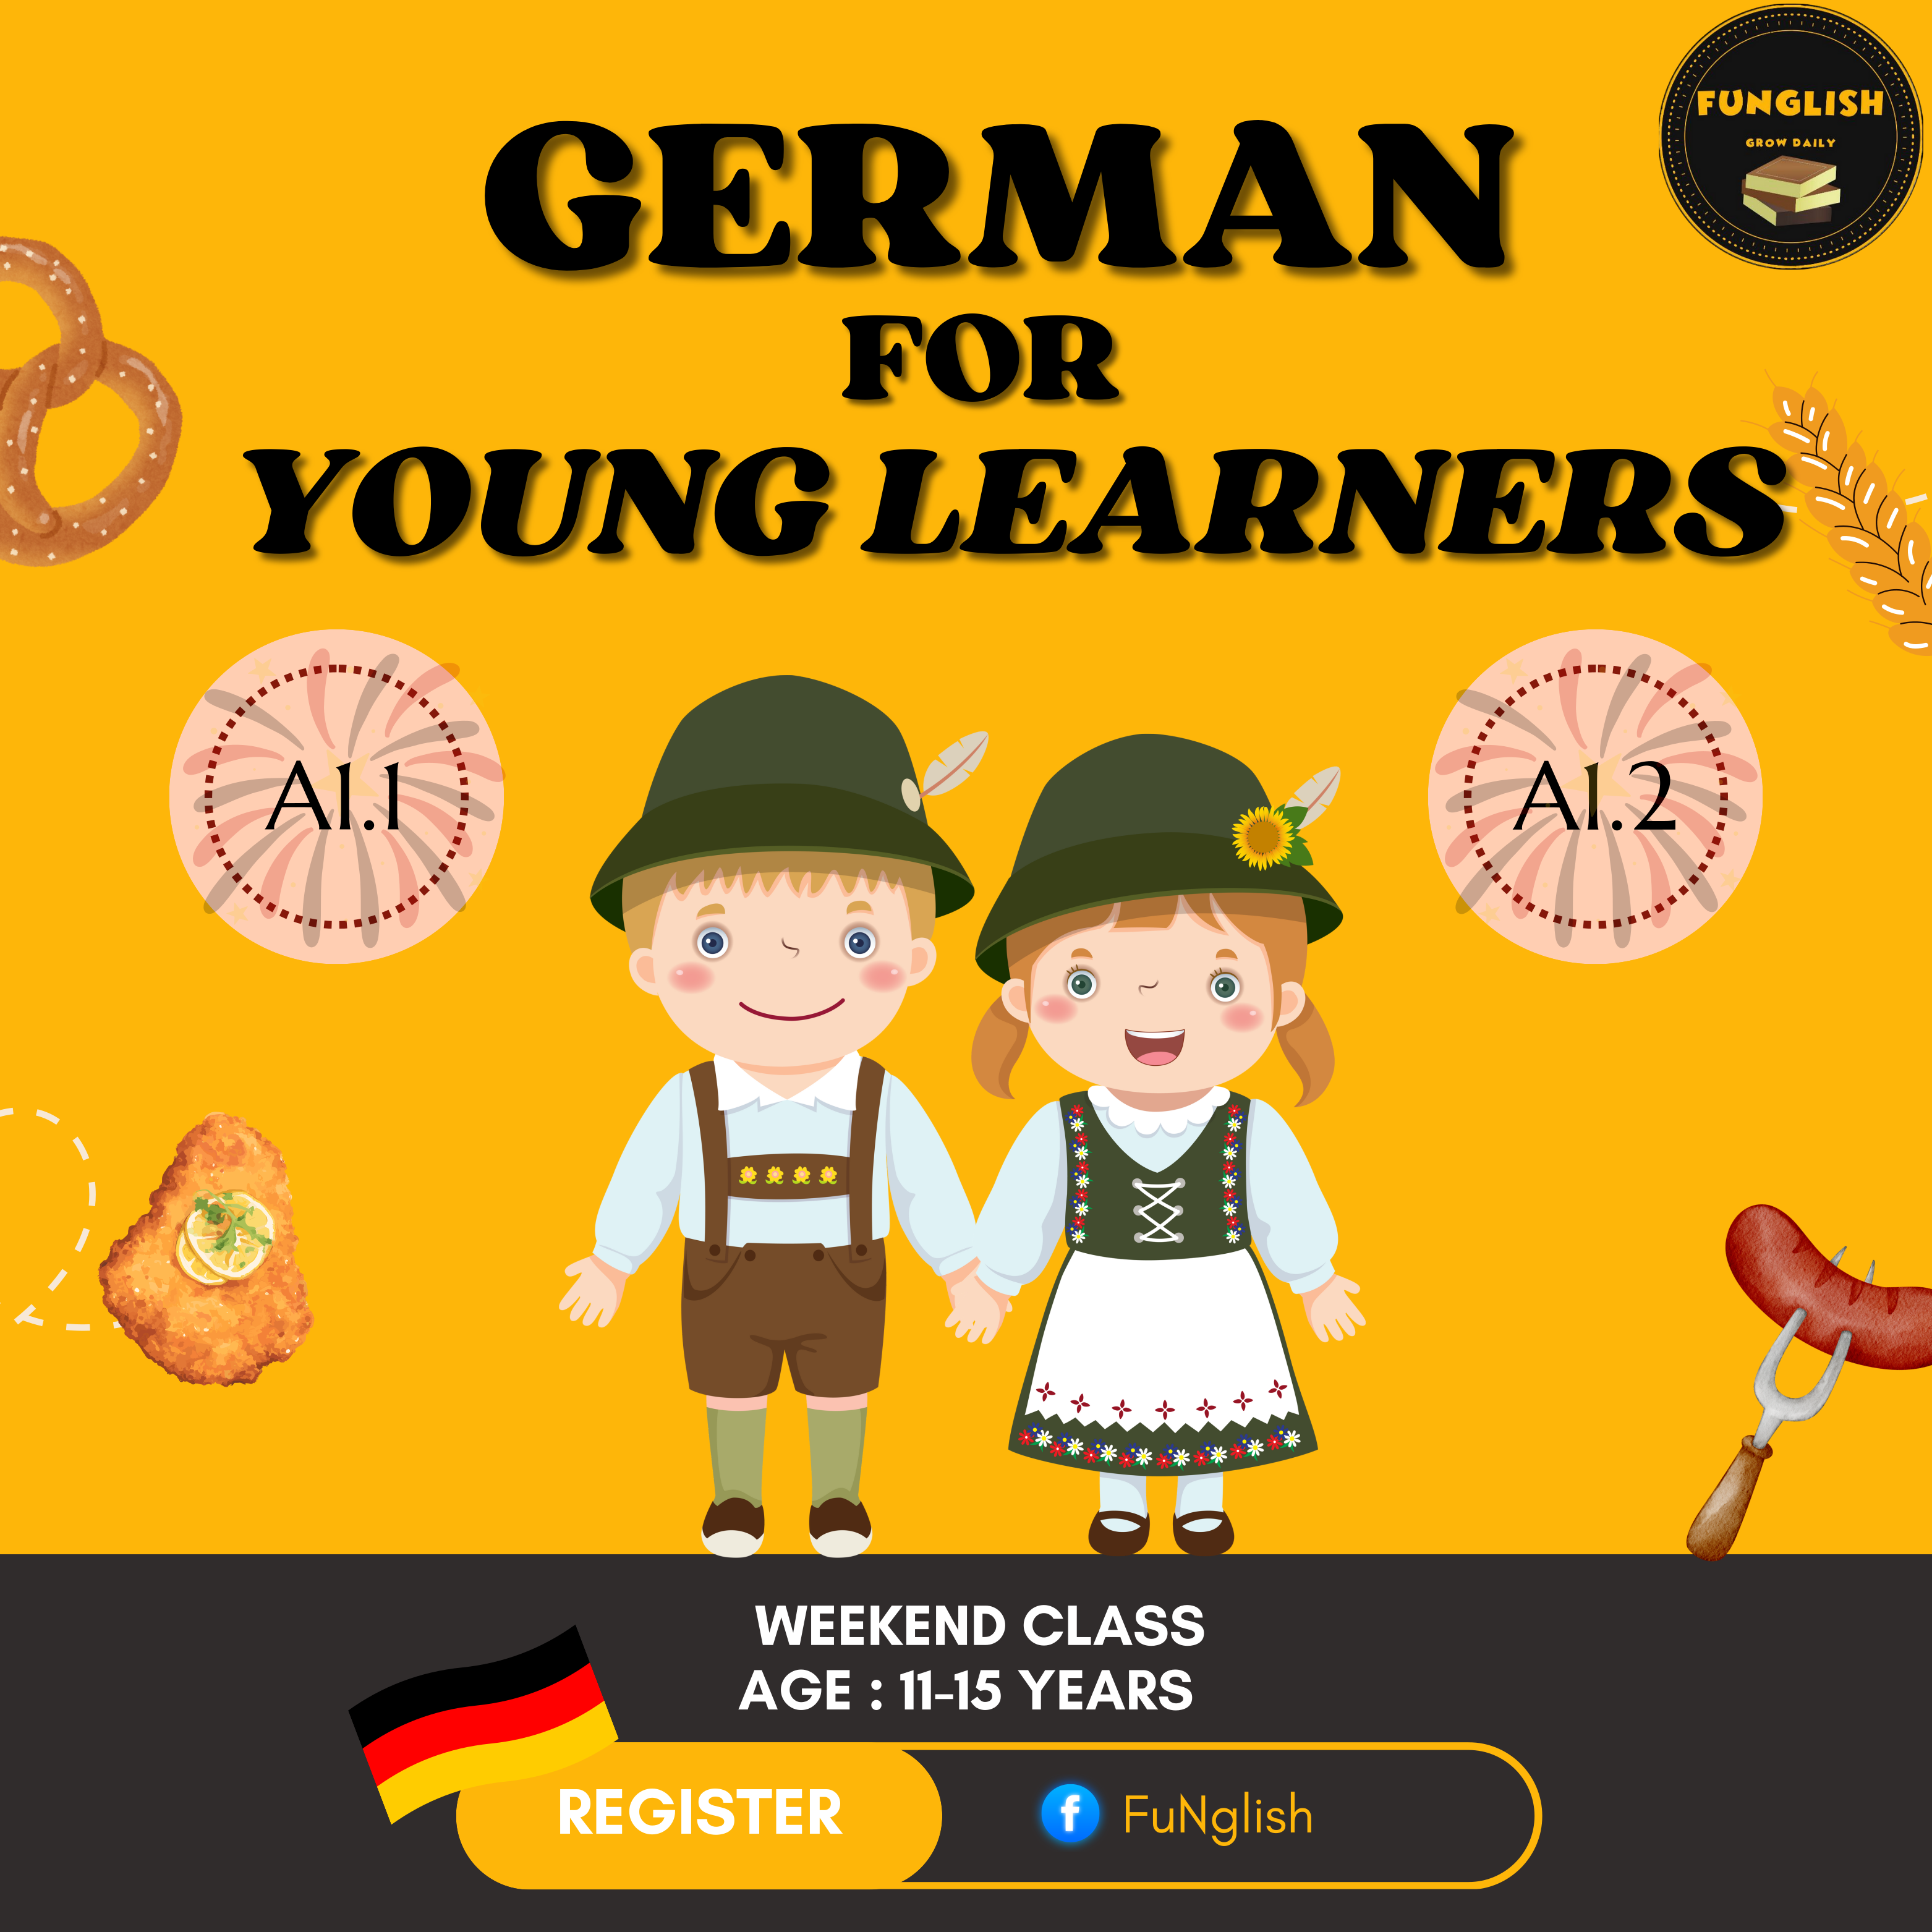 FUNGLISH
GROW DAILY
GERMAN
FOR
YOUNG LEARNERS
A1.1
A1.2
WEEKEND CLASS
AGE : 11-15 YEARS
REGISTER
FuNglish